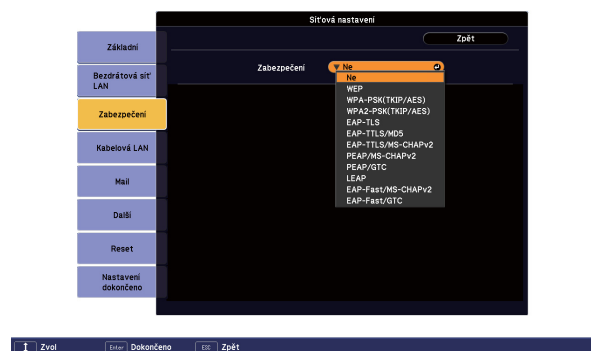 Síťová nastavení
Zpět
Základní
Bezdrátová síť
LAN
Zabezpečení
Kabelová LAN
Mail
Další
Reset
Nastavení
dokončeno
Zabezpečení
Ne
Ne
WEP
WPA-PSK(TKIP/AES)
WPA2-PSK(TKIP/AES)
EAP-TLS
EAP-TTLS/MD5
EAP-TTLS/MS-CHAPv2
PEAP/MS-CHAPv2
PEAP/GTC
LEAP
EAP-Fast/MS-CHAPv2
EAP-Fast/GTC
Zvol Enter Dokončeno ESC Zpět